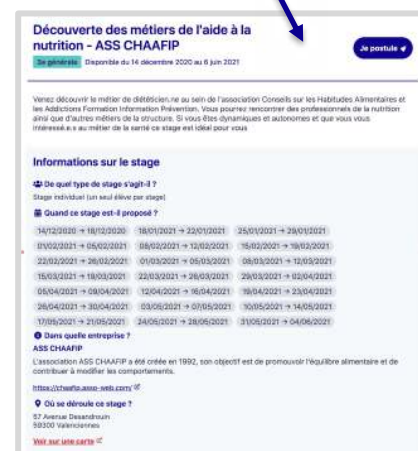 Découverte des métiers de l'aide à la
nutrition - ASS CHAAFIP
Je postule
2e générale Disponible du 14 décembre 2020 au 6 juin 2021
Venez découvrir le métier de diététicien.ne au sein de l'association Conseils sur les Habitudes Alimentaires et
les Addictions Formation Information Prévention. Vous pourrez rencontrer des professionnels de la nutrition
ainsi que d'autres métiers de la structure. Si vous êtes dynamiques et autonomes et que vous vous
intéressé.e.s au métier de la santé ce stage est idéal pour vous
Informations sur le stage
De quel type de stage s'agit-il ?
Stage individuel (un seul élève par stage)
Quand ce stage est-il proposé ?
14/12/2020 → 18/12/2020 18/01/2021 → 22/01/2021 25/01/2021 → 29/01/2021
01/02/2021 → 05/02/2021 08/02/2021 → 12/02/2021 15/02/2021 → 19/02/2021
22/02/2021 → 26/02/2021 01/03/2021 → 05/03/2021 08/03/2021 → 12/03/2021
15/03/2021 → 19/03/2021 22/03/2021 → 26/03/2021 29/03/2021 → 02/04/2021
05/04/2021 → 09/04/2021 12/04/2021 → 16/04/2021 19/04/2021 → 23/04/2021
26/04/2021 → 30/04/2021 03/05/2021 → 07/05/2021 10/05/2021 → 14/05/2021
17/05/2021 → 21/05/2021 24/05/2021 → 28/05/2021 31/05/2021 → 04/06/2021
Dans quelle entreprise ?
ASS CHAAFIP
L'association ASS CHAAFIP a été créée en 1992, son objectif est de promouvoir l'équilibre alimentaire et de
contribuer à modifier les comportements.
https://chaafip.asso-web.com/
Où se déroule ce stage ?
57 Avenue Desandrouin
59300 Valenciennes
Voir sur une carte